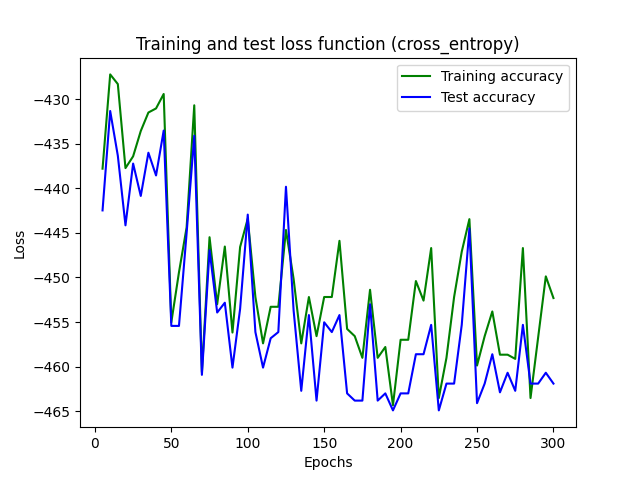 Training and test loss function (cross_entropy)
Training accuracy
Test accuracy
Loss
−430
−435
−440
−445
−450
−455
−460
−465
0 50 100 150 200 250 300
Epochs